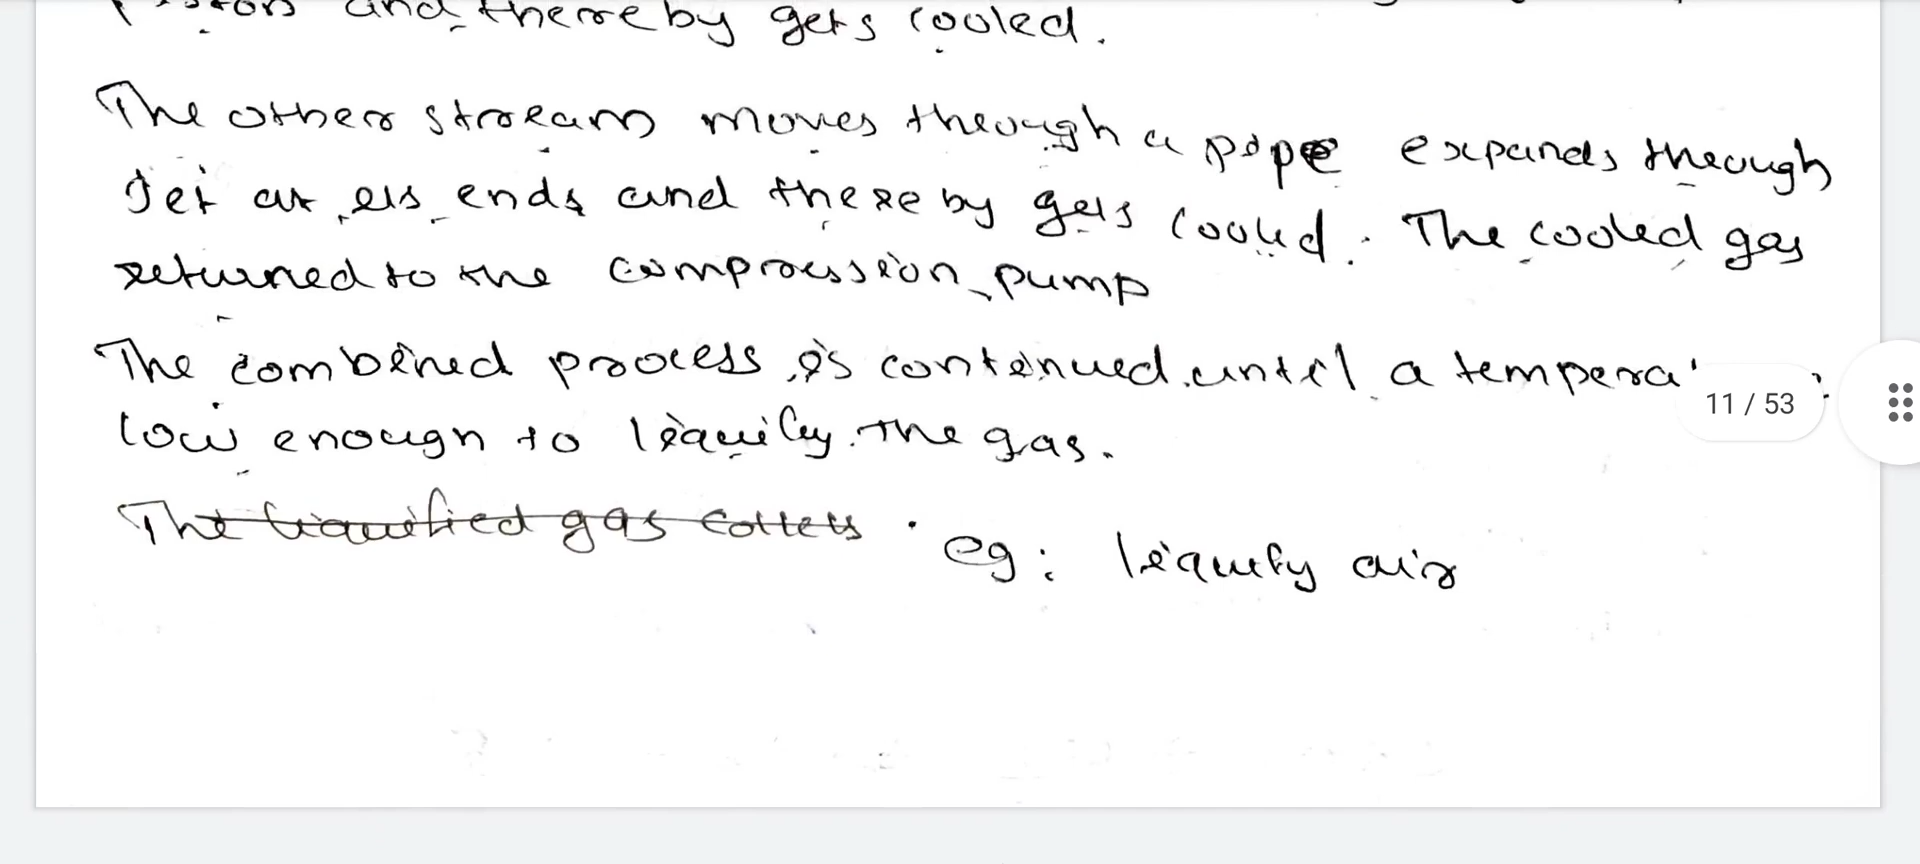 and thereby gets cooled.
The other stream moves through a pipe expands through
Jet at its ends and thereby gets cooled. The cooled gas
returned to the compression pump
The combined process is continued until a tempera
low enough to liquify the gas.
The liquified gas collets
eg: liquify air
11 / 53